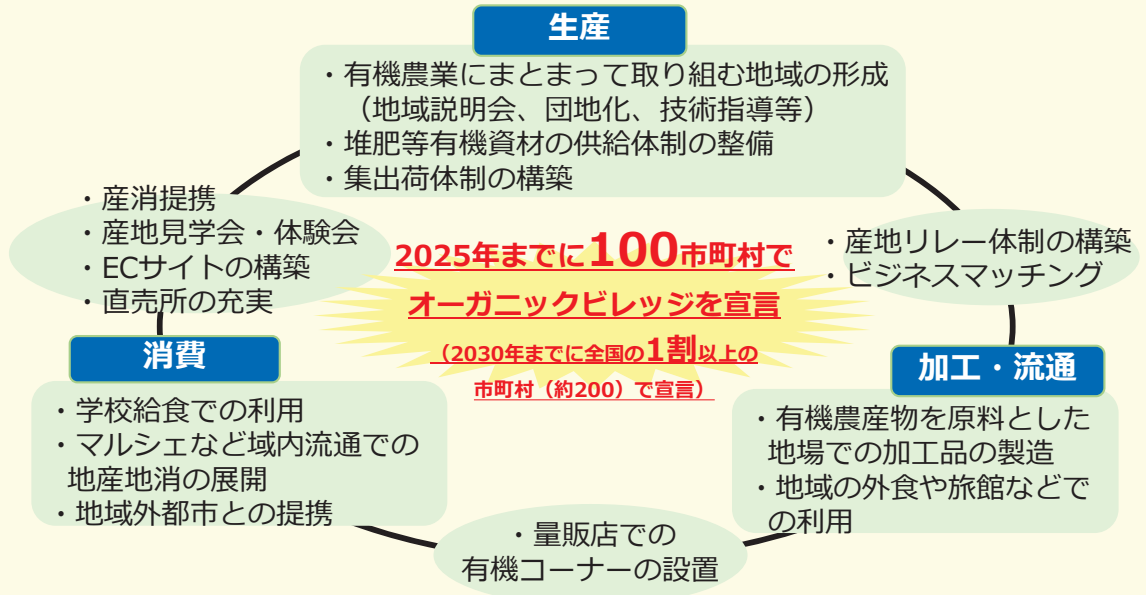 生産
・有機農業にまとまって取り組む地域の形成
（地域説明会、団地化、技術指導等）
・堆肥等有機資材の供給体制の整備
・集出荷体制の構築
・産消提携
・産地見学会・体験会
・ECサイトの構築
・直売所の充実
2025年までに100市町村で
オーガニックビレッジを宣言
（2030年までに全国の1割以上の
市町村（約200）で宣言）
・産地リレー体制の構築
・ビジネスマッチング
消費
・学校給食での利用
・マルシェなど域内流通での
地産地消の展開
・地域外都市との提携
加工・流通
・有機農産物を原料とした
地場での加工品の製造
・地域の外食や旅館などで
の利用
・量販店での
有機コーナーの設置